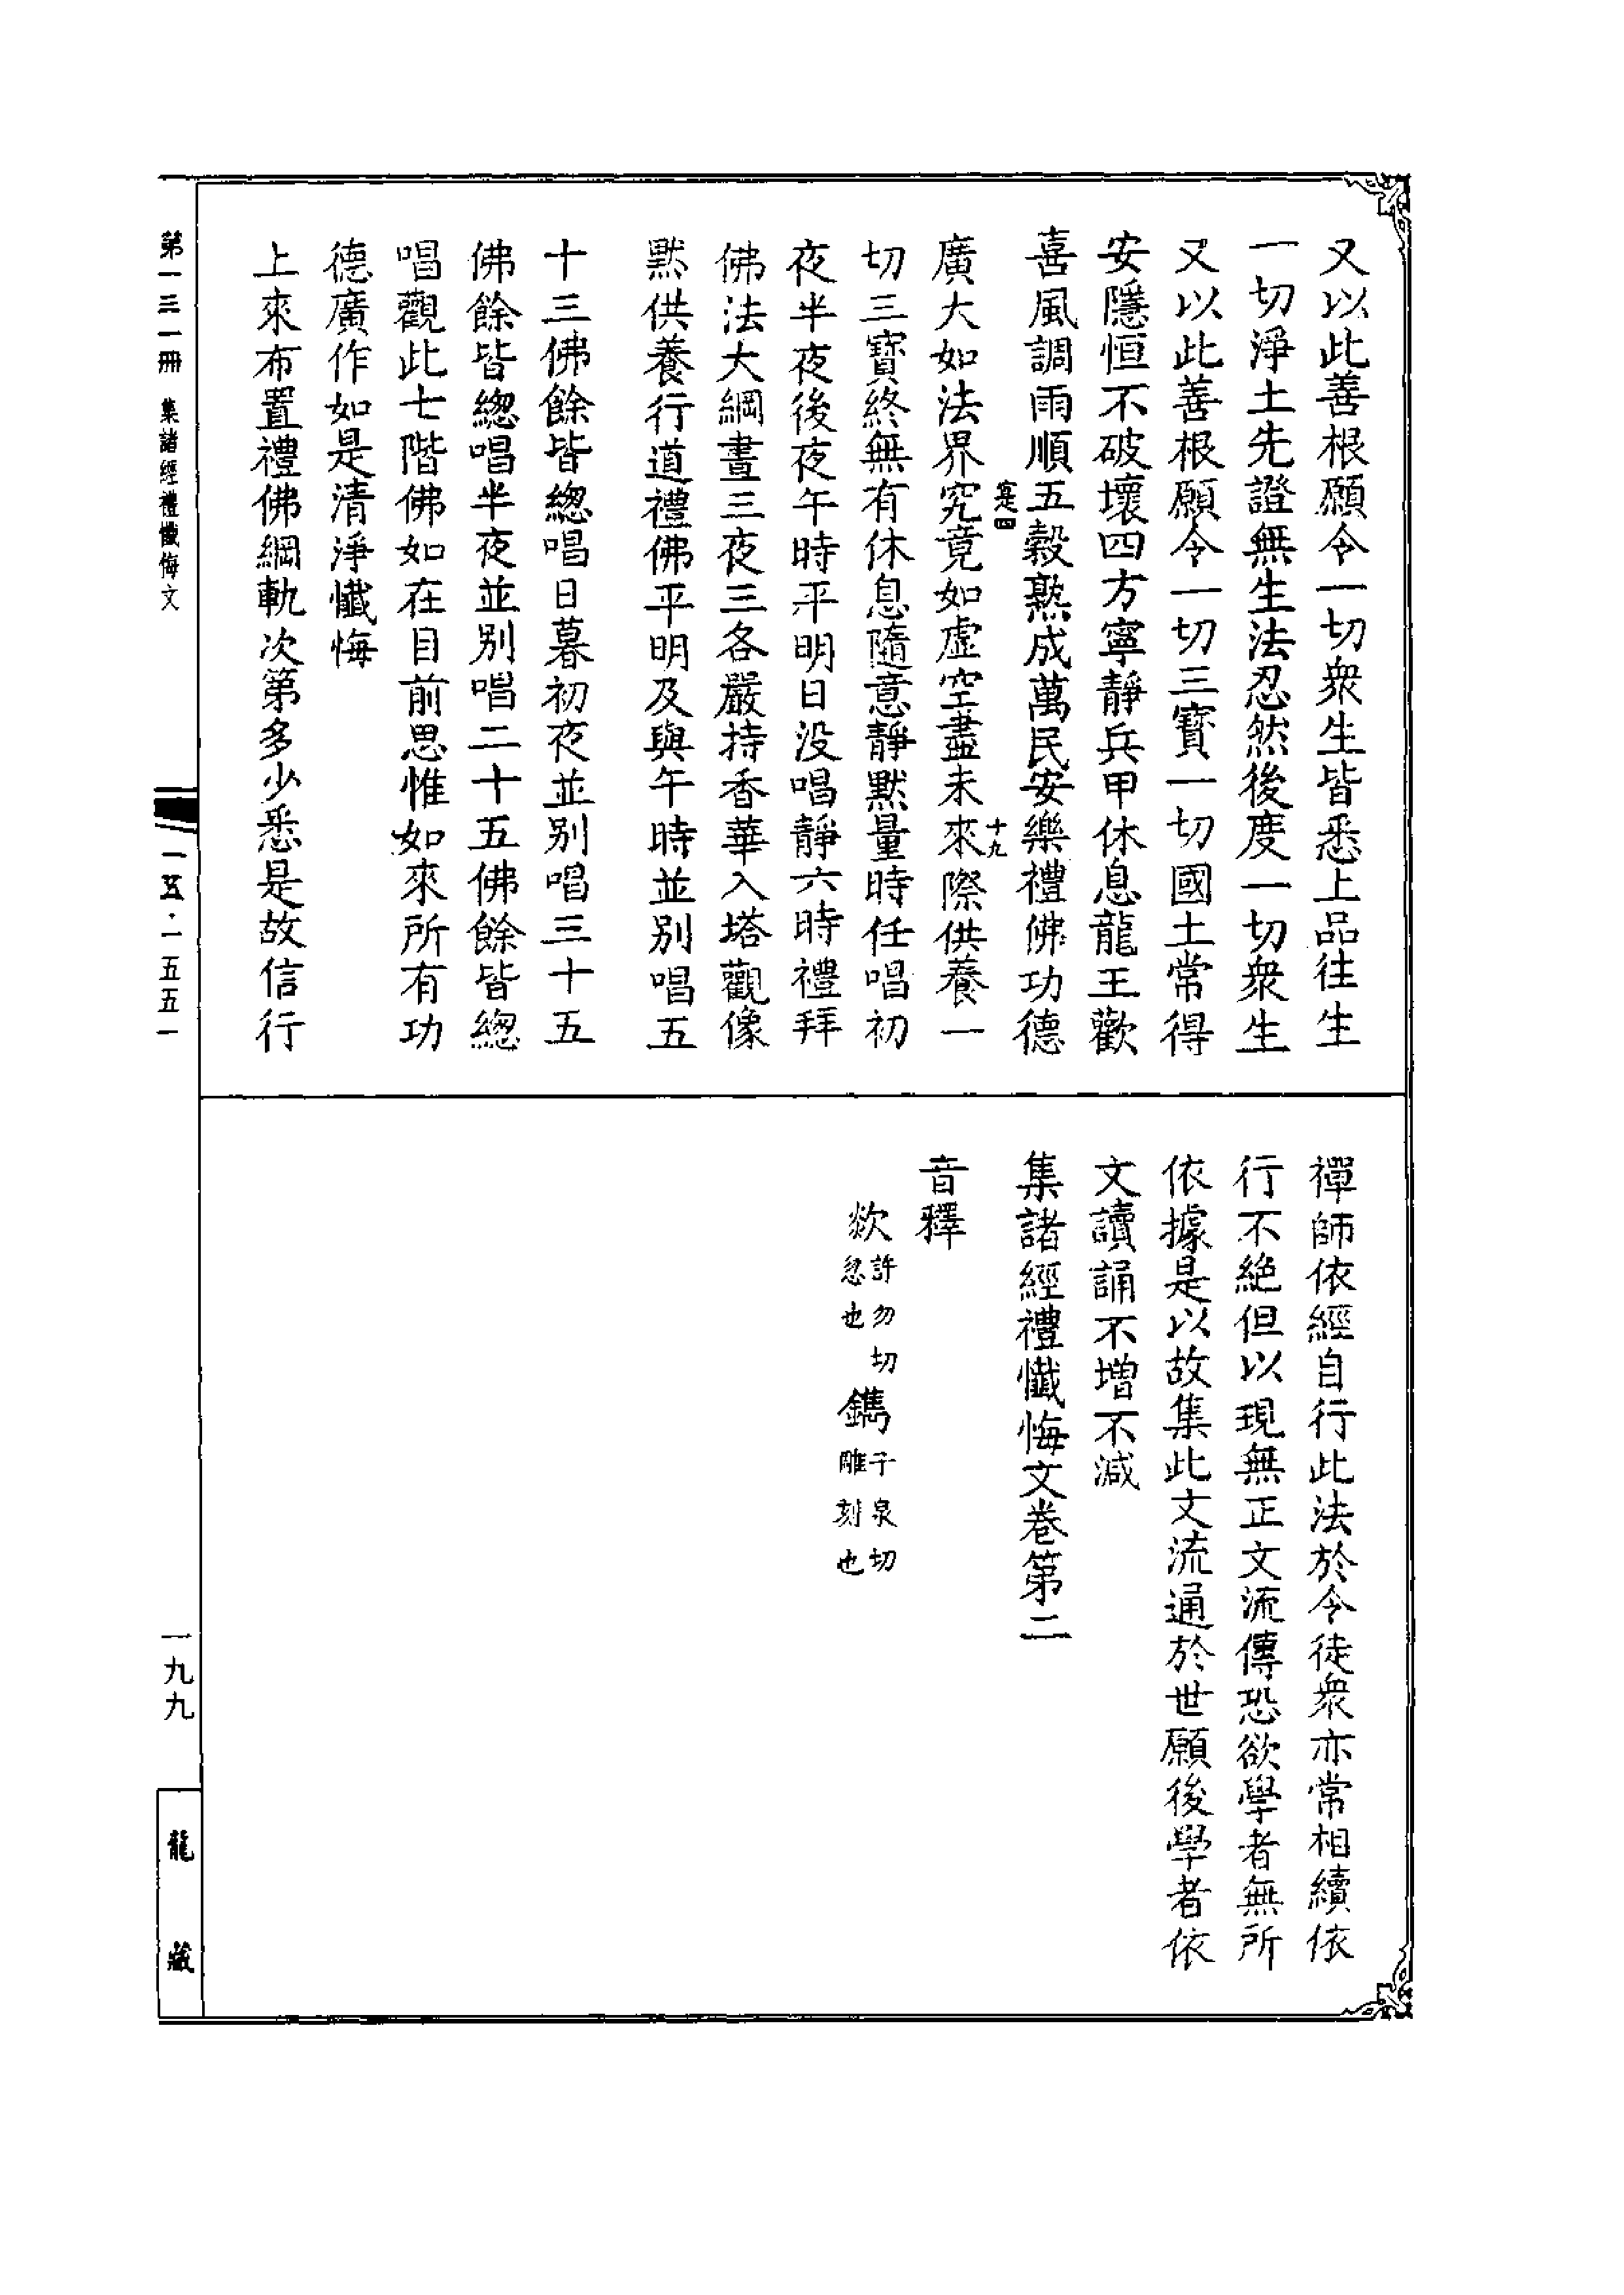 又以此善根願令一切衆生皆悉上品往生
一切淨土先證無生法忍然後度一切衆生
又以此善根願令一切三寶一切國土常得
安隱恒不破壞四方寧靜兵甲休息龍王歡
喜風調雨順五穀熟成萬民安樂禮佛功德
寔四
十九
廣大如法界究竟如虛空盡未來際供養一
切三寶終無有休息隨意靜默量時任唱初
夜半夜後夜午時平明日没唱靜六時禮拜
佛法大綱晝三夜三各嚴持香華入塔觀像
默供養行道禮佛平明及與午時並別唱五
十三佛餘皆總唱日暮初夜並別唱三十五
佛餘皆總唱半夜並別唱二十五佛餘皆總
唱觀此七階佛如在目前思惟如來所有功
德廣作如是清淨懺悔
上來布置禮佛綱軌次第多少悉是故信行
禪師依經自行此法於今徒衆亦常相續依
行不絕但以現無正文流傳恐欲學者無所
依據是以故集此文流通於世願後學者依
文讀誦不增不減
集諸經禮懺悔文卷第二
音釋
欻許勿切忽也 鐫子泉切雕刻也
第一三一冊 集諸經禮懺悔文
一五五·一五五一
一九九
龍藏